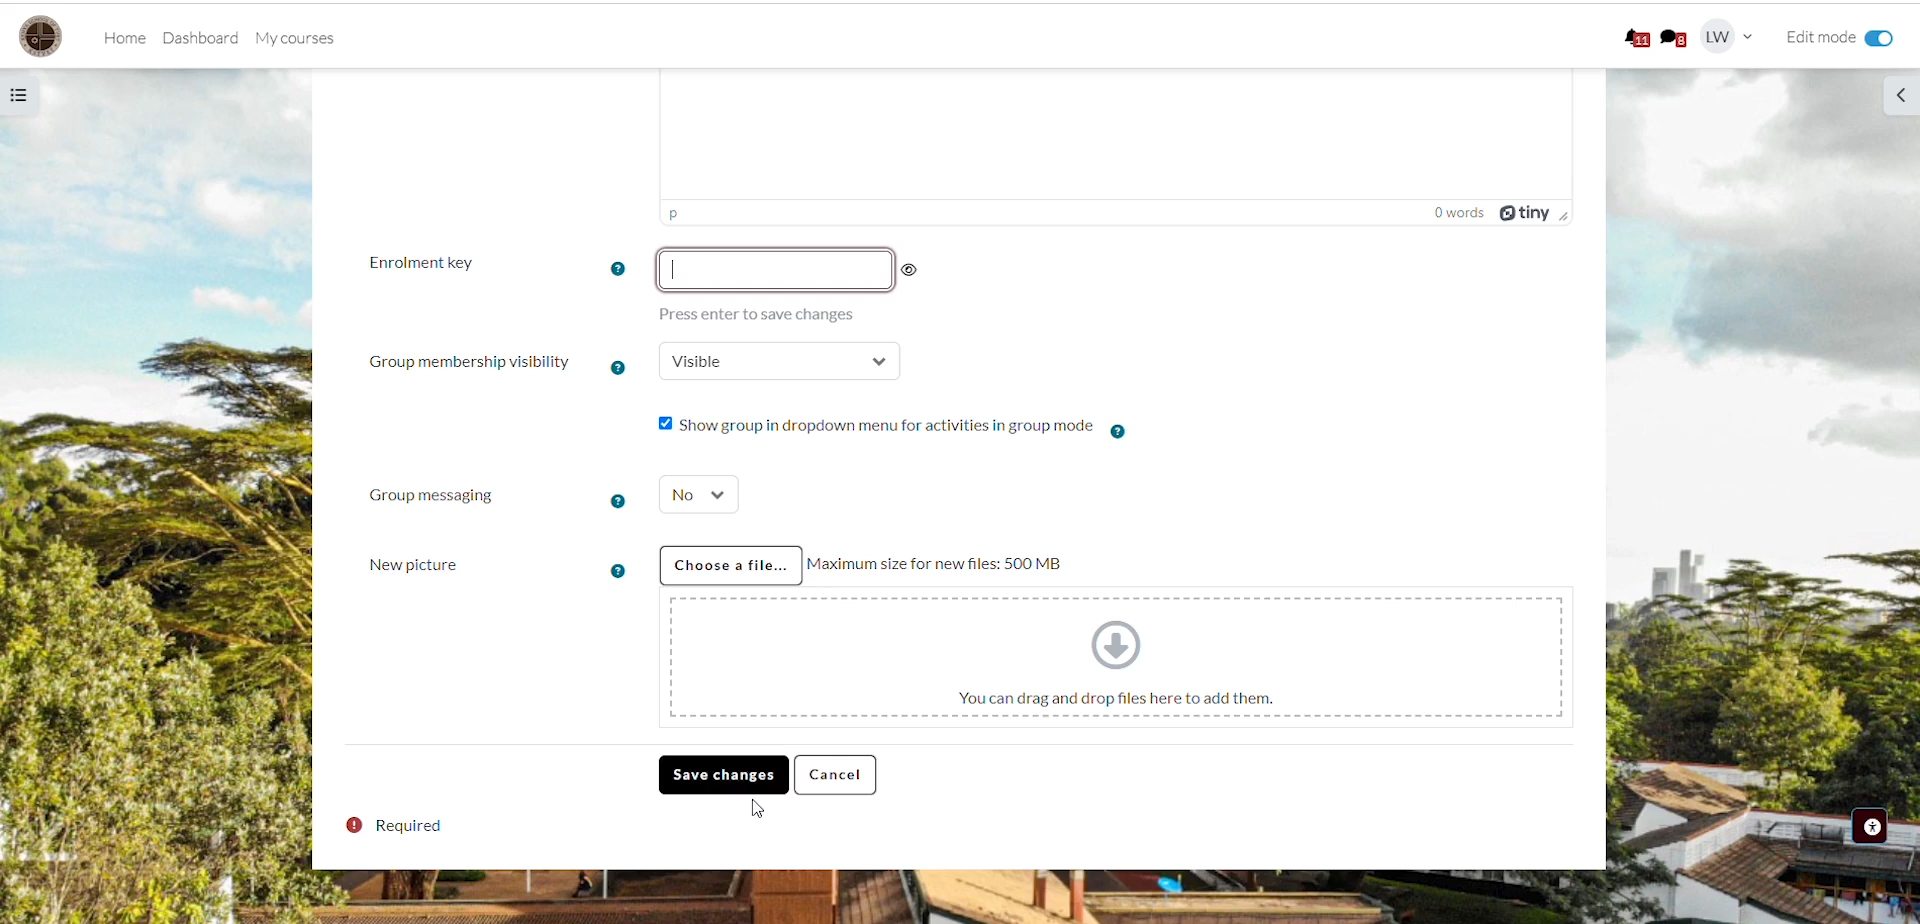 Home Dashboard My courses
11 8 LW Edit mode
p 0 words tiny
Enrolment key
Press enter to save changes
Group membership visibility Visible
Show group in dropdown menu for activities in group mode
Group messaging No
New picture Choose a file... Maximum size for new files: 500 MB
You can drag and drop files here to add them.
Save changes Cancel
Required